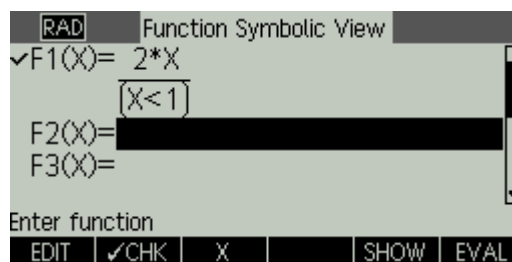 RAD Function Symbolic View
✓F1(X)= 2*X
(X<1)
F2(X)=
F3(X)=
Enter function
EDIT ✓CHK X SHOW EVAL